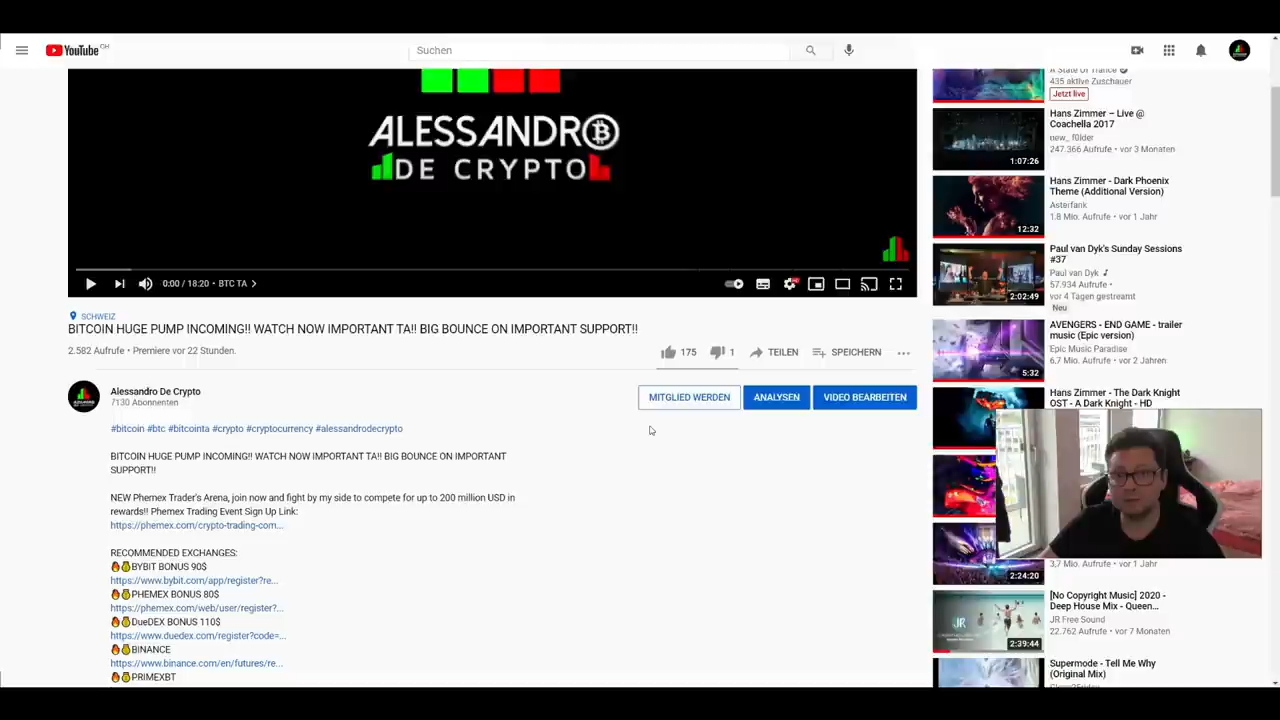 YouTube CH
Suchen
ALESSANDRO
DE CRYPTO
0:00 / 18:20 • BTC TA
SCHWEIZ
BITCOIN HUGE PUMP INCOMING!! WATCH NOW IMPORTANT TA!! BIG BOUNCE ON IMPORTANT SUPPORT!!
2.582 Aufrufe • Premiere vor 22 Stunden.
175
1
TEILEN
SPEICHERN
Alessandro De Crypto
7130 Abonnenten
MITGLIED WERDEN
ANALYSEN
VIDEO BEARBEITEN
#bitcoin #btc #bitcointa #crypto #cryptocurrency #alessandrodecrypto
BITCOIN HUGE PUMP INCOMING!! WATCH NOW IMPORTANT TA!! BIG BOUNCE ON IMPORTANT
SUPPORT!!
NEW Phemex Trader's Arena, join now and fight by my side to compete for up to 200 million USD in
rewards!! Phemex Trading Event Sign Up Link:
https://phemex.com/crypto-trading-com...
RECOMMENDED EXCHANGES:
🔥💰BYBIT BONUS 90$
https://www.bybit.com/app/register?re...
🔥💰PHEMEX BONUS 80$
https://phemex.com/web/user/register?...
🔥💰DueDEX BONUS 110$
https://www.duedex.com/register?code=...
🔥💰BINANCE
https://www.binance.com/en/futures/re...
🔥💰PRIMEXBT
A State Of Trance
435 aktive Zuschauer
Jetzt live
Hans Zimmer – Live @
Coachella 2017
new_ f0lder
247.366 Aufrufe • vor 3 Monaten
1:07:26
Hans Zimmer - Dark Phoenix
Theme (Additional Version)
Asterfank
1.8 Mio. Aufrufe • vor 1 Jahr
12:32
Paul van Dyk's Sunday Sessions
#37
Paul van Dyk
57.934 Aufrufe •
vor 4 Tagen gestreamt
2:02:49
Neu
AVENGERS - END GAME - trailer
music (Epic version)
Epic Music Paradise
6,7 Mio. Aufrufe • vor 2 Jahren
5:32
Hans Zimmer - The Dark Knight
OST - A Dark Knight - HD
3,7 Mio. Aufrufe • vor 1 Jahr
2:24:20
[No Copyright Music] 2020 -
Deep House Mix - Queen...
JR Free Sound
22.762 Aufrufe • vor 7 Monaten
JR
2:39:44
Supermode - Tell Me Why
(Original Mix)